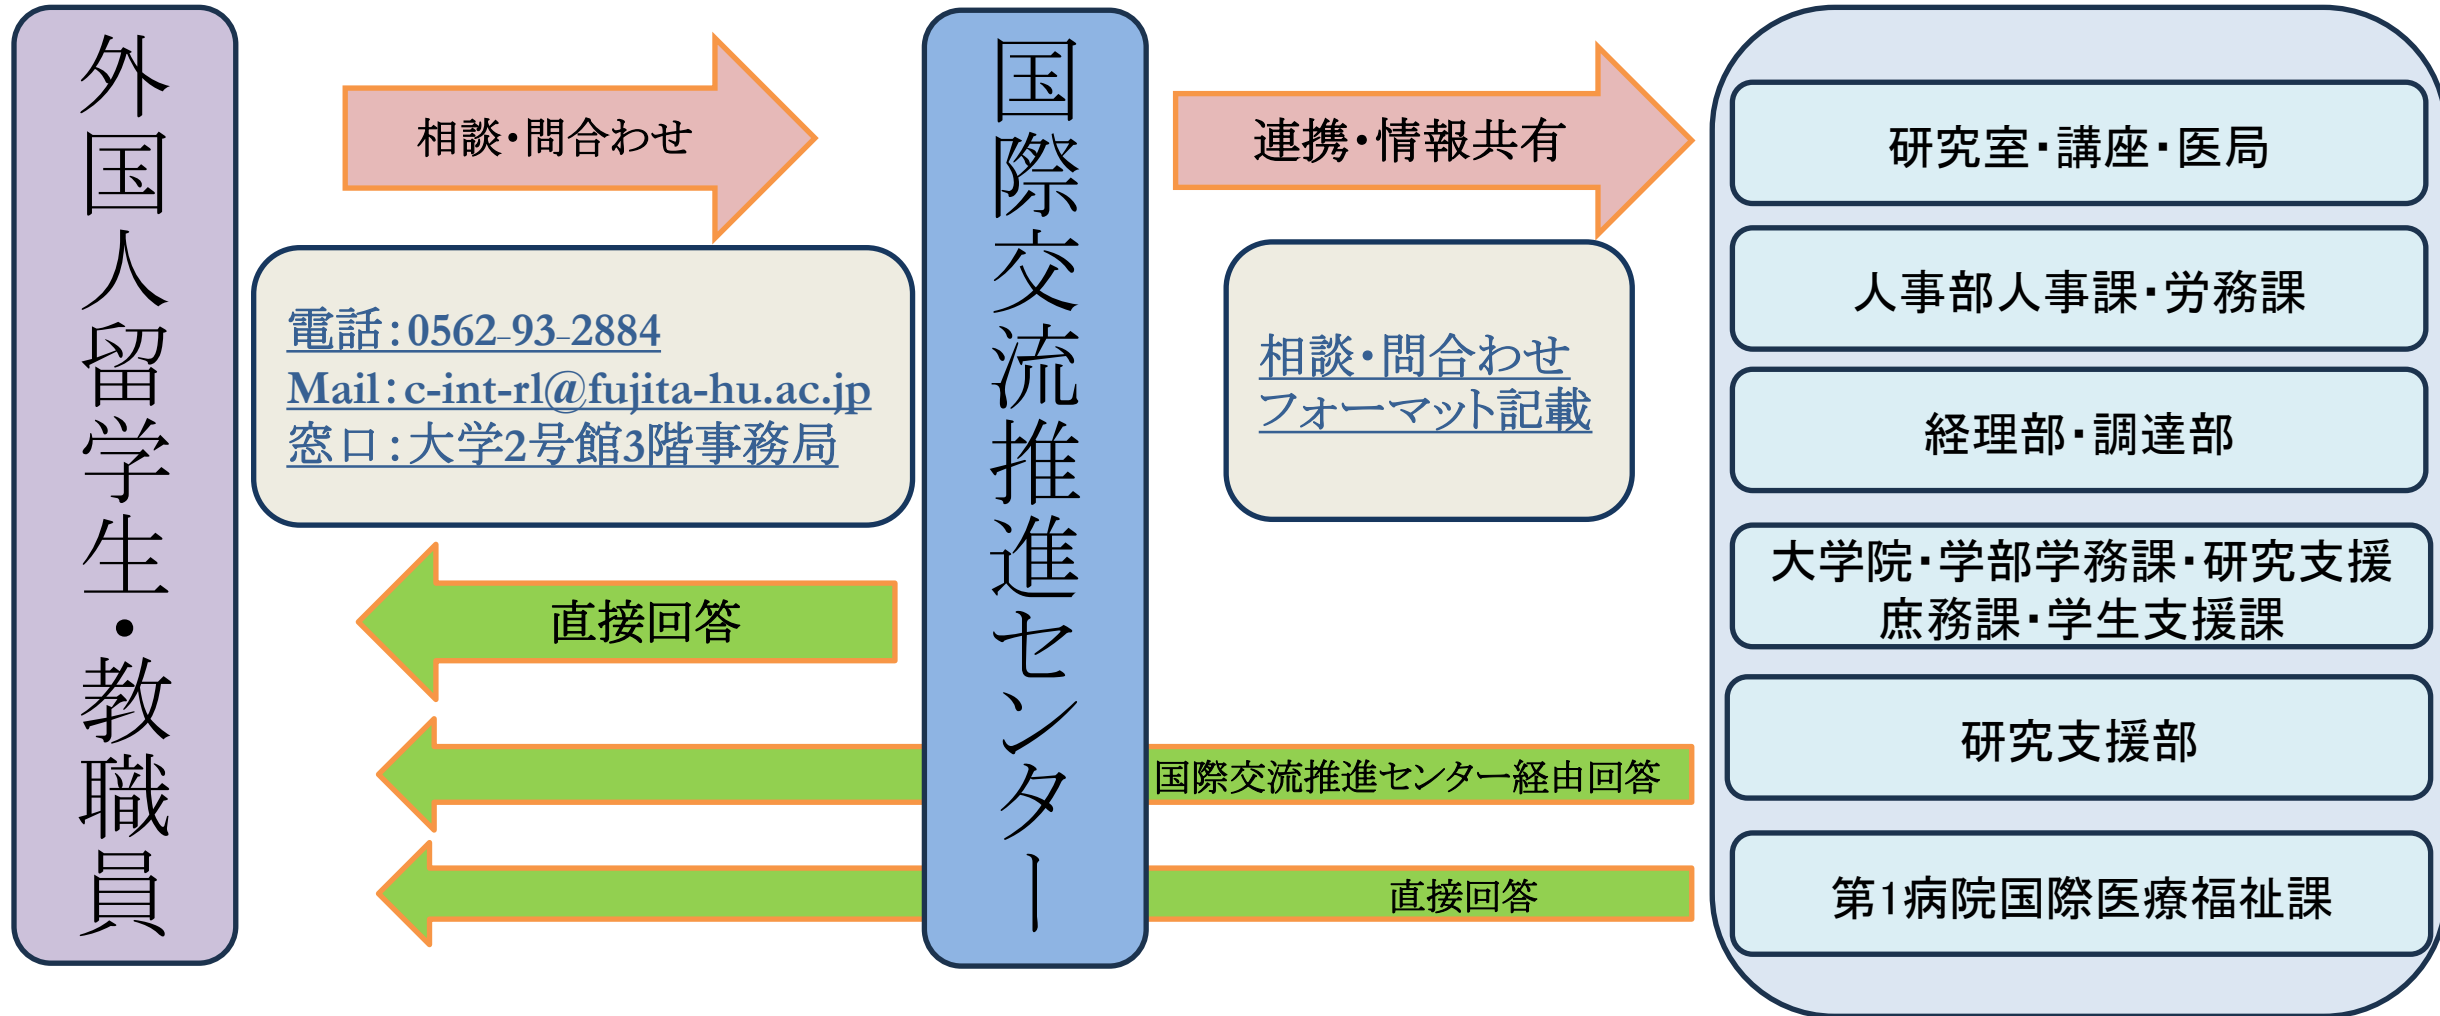 外国人留学生・教職員
相談・問合わせ
電話：0562-93-2884
Mail：c-int-rl@fujita-hu.ac.jp
窓口：大学2号館3階事務局
直接回答
国際交流推進センター
連携・情報共有
相談・問合わせ
フォーマット記載
国際交流推進センター経由回答
直接回答
研究室・講座・医局
人事部人事課・労務課
経理部・調達部
大学院・学部学務課・研究支援
庶務課・学生支援課
研究支援部
第1病院国際医療福祉課